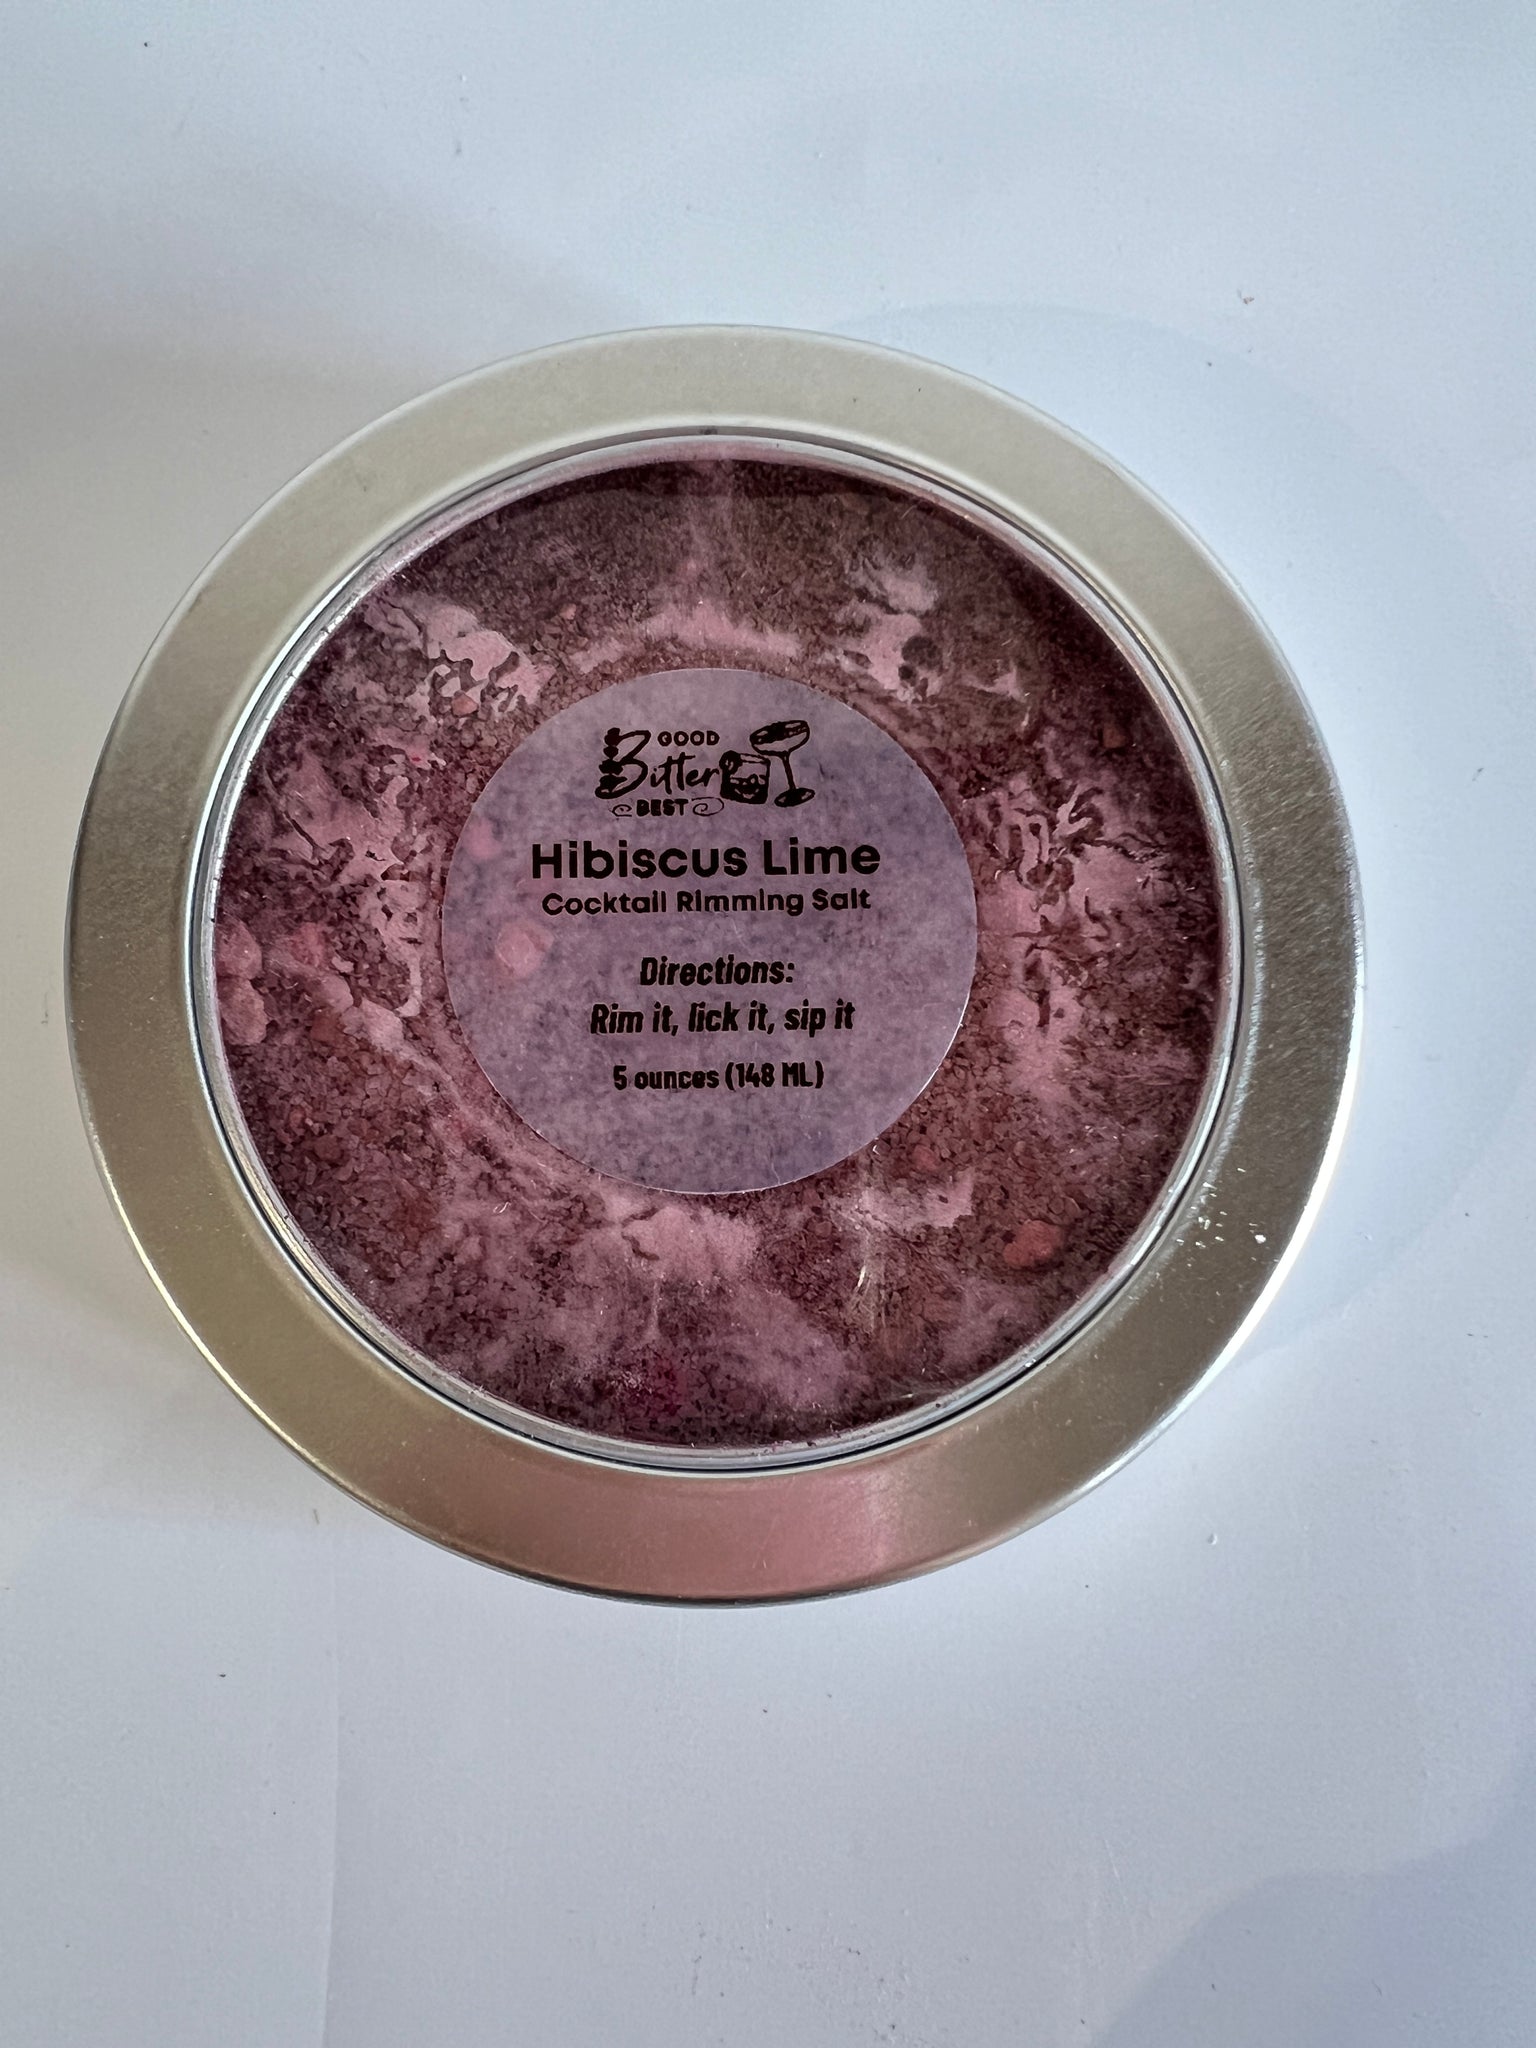 GOOD
Bitter
BEST
Hibiscus Lime
Cocktail Rimming Salt
Directions:
Rim it, lick it, sip it
5 ounces (148 ML)